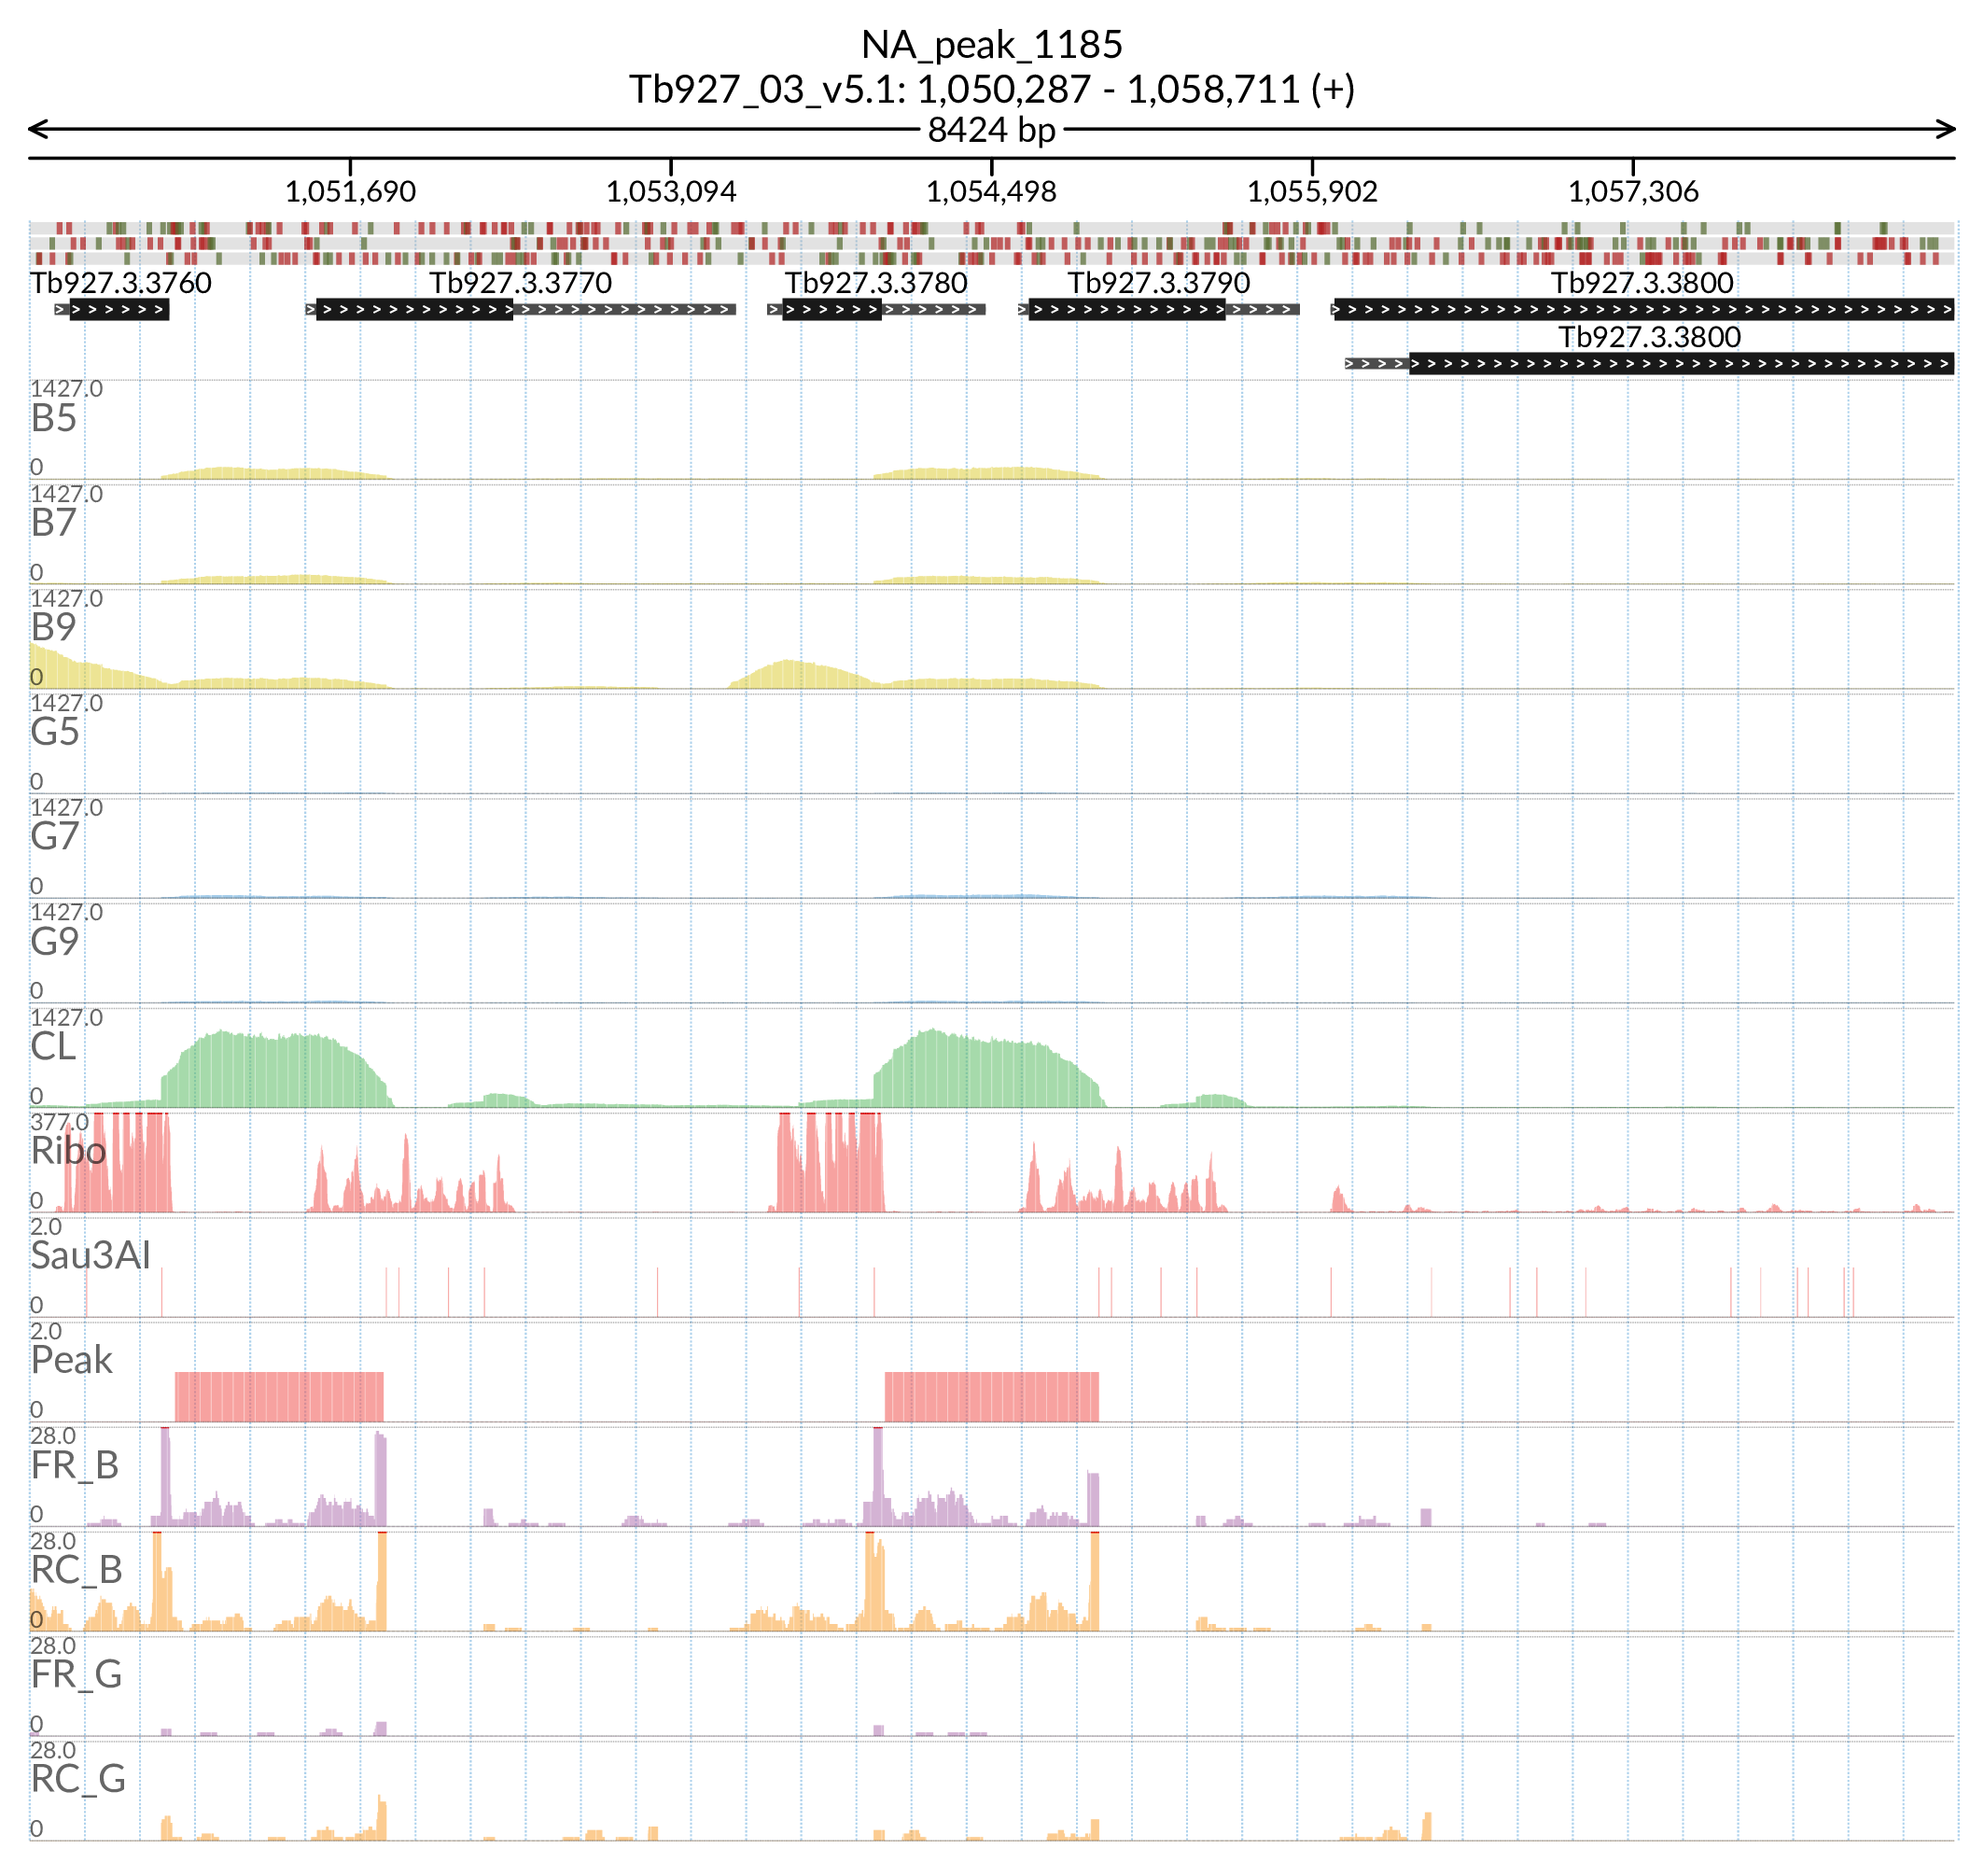 NA_peak_1185
Tb927_03_v5.1: 1,050,287 - 1,058,711 (+)
8424 bp
1,051,690 1,053,094 1,054,498 1,055,902 1,057,306
Tb927.3.3760 Tb927.3.3770 Tb927.3.3780 Tb927.3.3790 Tb927.3.3800
Tb927.3.3800
1427.0
B5
0
1427.0
B7
0
1427.0
B9
0
1427.0
G5
0
1427.0
G7
0
1427.0
G9
0
1427.0
CL
0
377.0
Ribo
0
2.0
Sau3AI
0
2.0
Peak
0
28.0
FR_B
0
28.0
RC_B
0
28.0
FR_G
0
28.0
RC_G
0